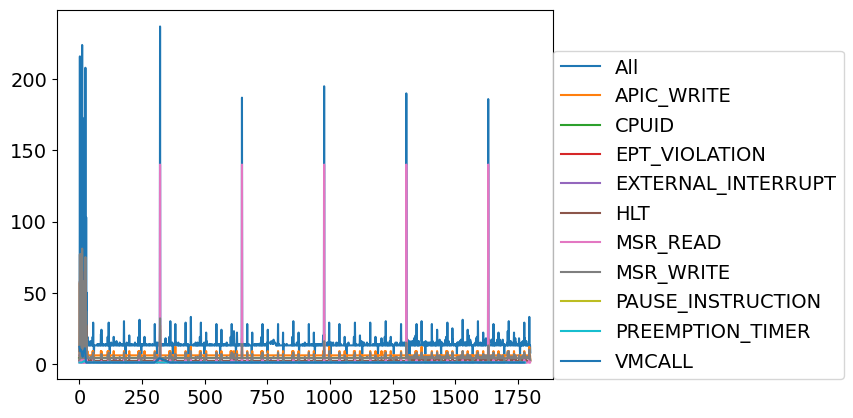 200
150
100
50
0
0 250 500 750 1000 1250 1500 1750
All
APIC_WRITE
CPUID
EPT_VIOLATION
EXTERNAL_INTERRUPT
HLT
MSR_READ
MSR_WRITE
PAUSE_INSTRUCTION
PREEMPTION_TIMER
VMCALL